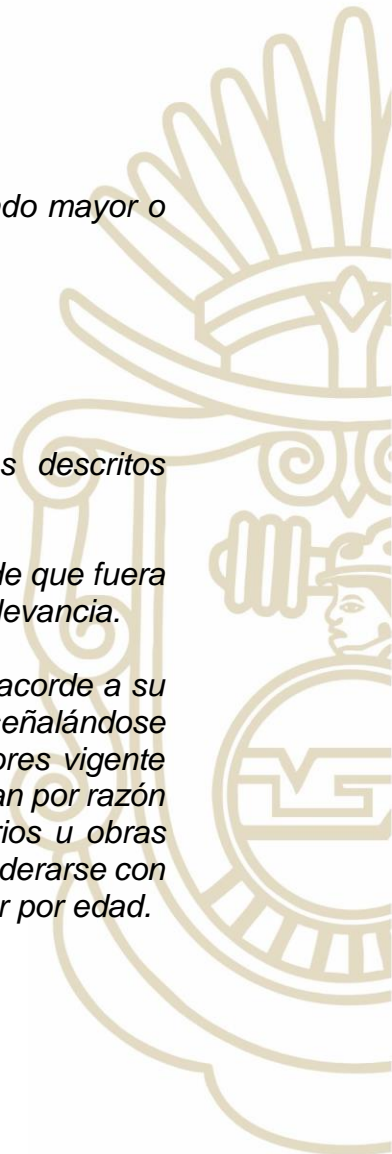 do mayor o
s descritos
de que fuera
levancia.
acorde a su
señalándose
ores vigente
an por razón
rios u obras
derarse con
r por edad.